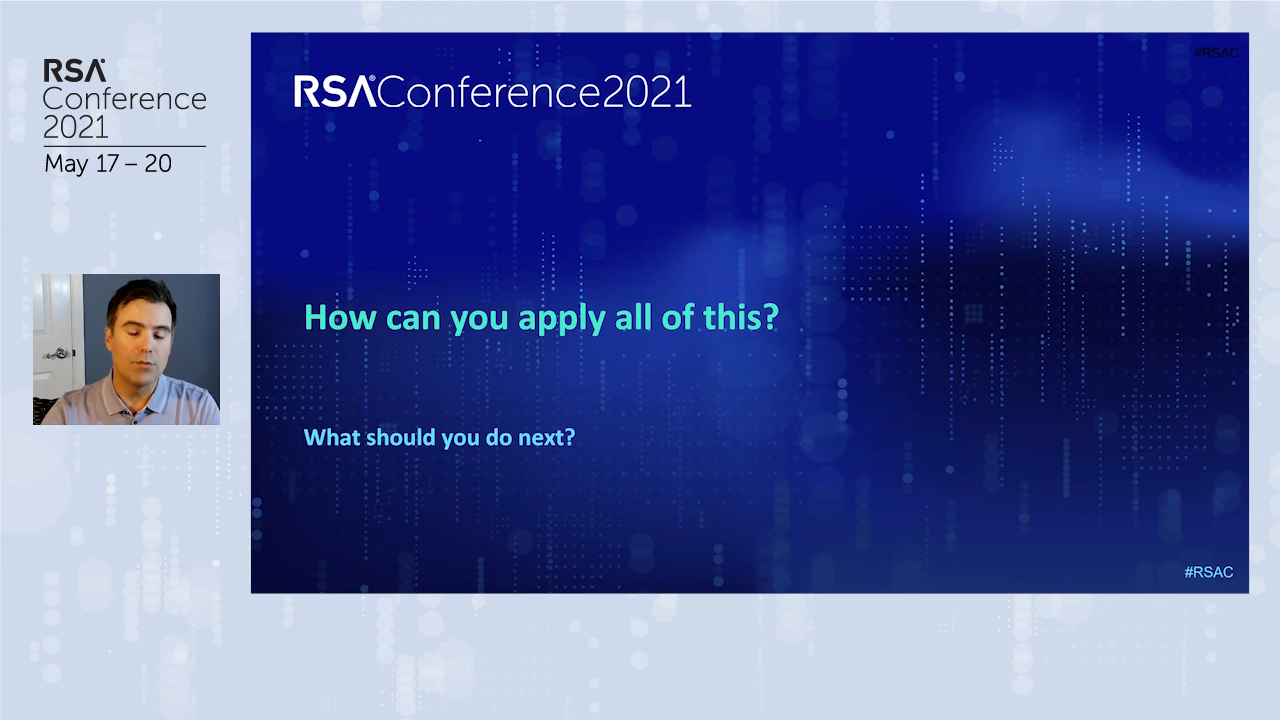 RSA
Conference
2021
May 17 – 20
#RSAC
RSAConference2021
How can you apply all of this?
What should you do next?
#RSAC